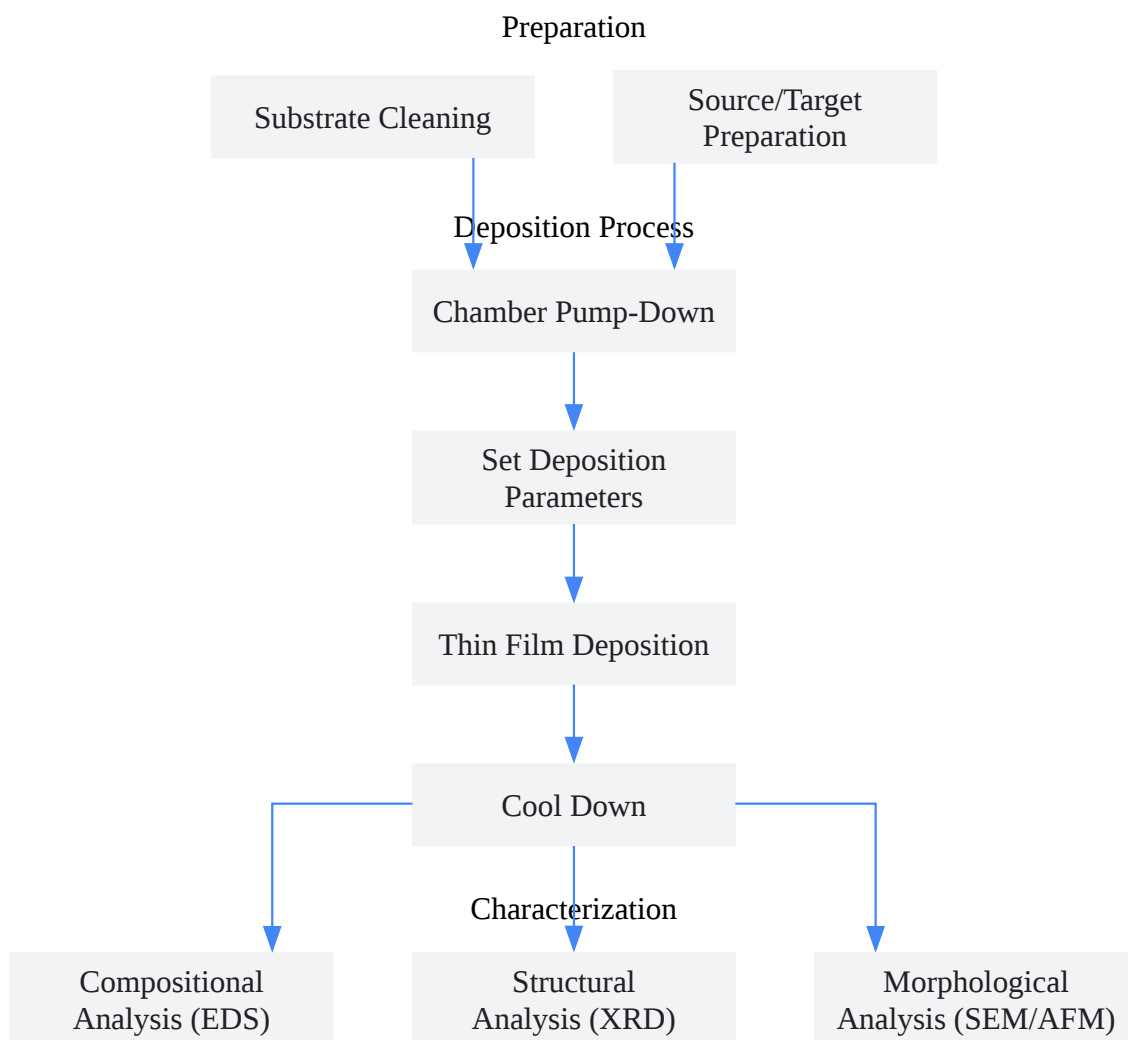 Preparation
Substrate Cleaning
Source/Target
Preparation
Deposition Process
Chamber Pump-Down
Set Deposition
Parameters
Thin Film Deposition
Cool Down
Characterization
Compositional
Analysis (EDS)
Structural
Analysis (XRD)
Morphological
Analysis (SEM/AFM)